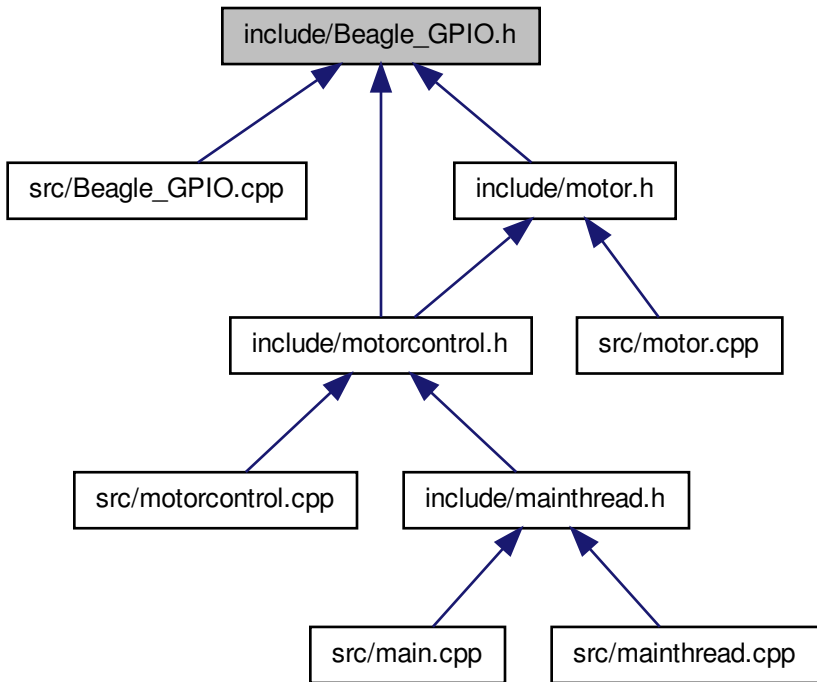 include/Beagle_GPIO.h
src/Beagle_GPIO.cpp
include/motor.h
include/motorcontrol.h
src/motor.cpp
src/motorcontrol.cpp
include/mainthread.h
src/main.cpp
src/mainthread.cpp